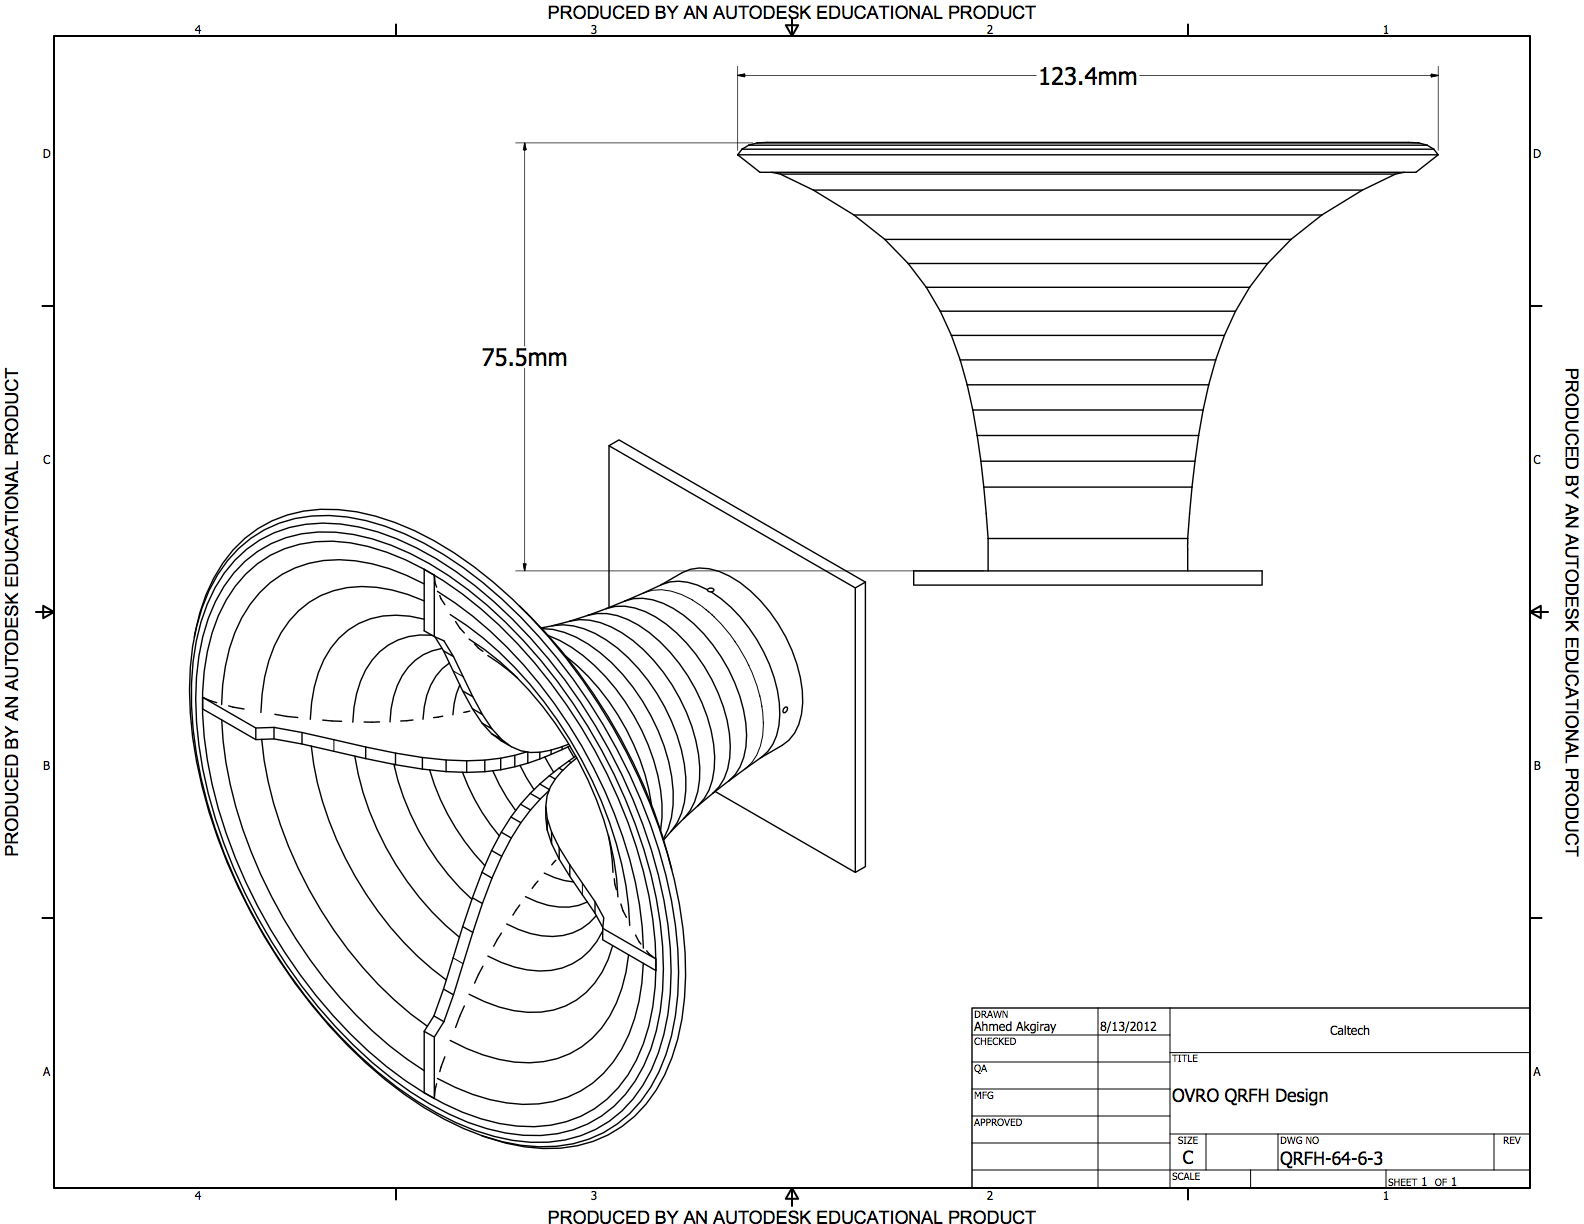 PRODUCED BY AN AUTODESK EDUCATIONAL PRODUCT
4 3 2 1
123.4mm
D D
75.5mm
PRODUCED BY AN AUTODESK EDUCATIONAL PRODUCT
PRODUCED BY AN AUTODESK EDUCATIONAL PRODUCT
C C
B B
A A
DRAWN
Ahmed Akgiray 8/13/2012
CHECKED
QA
MFG
APPROVED
Caltech
TITLE
OVRO QRFH Design
SIZE
C
DWG NO
QRFH-64-6-3
REV
SCALE
SHEET 1 OF 1
4 3 2 1
PRODUCED BY AN AUTODESK EDUCATIONAL PRODUCT